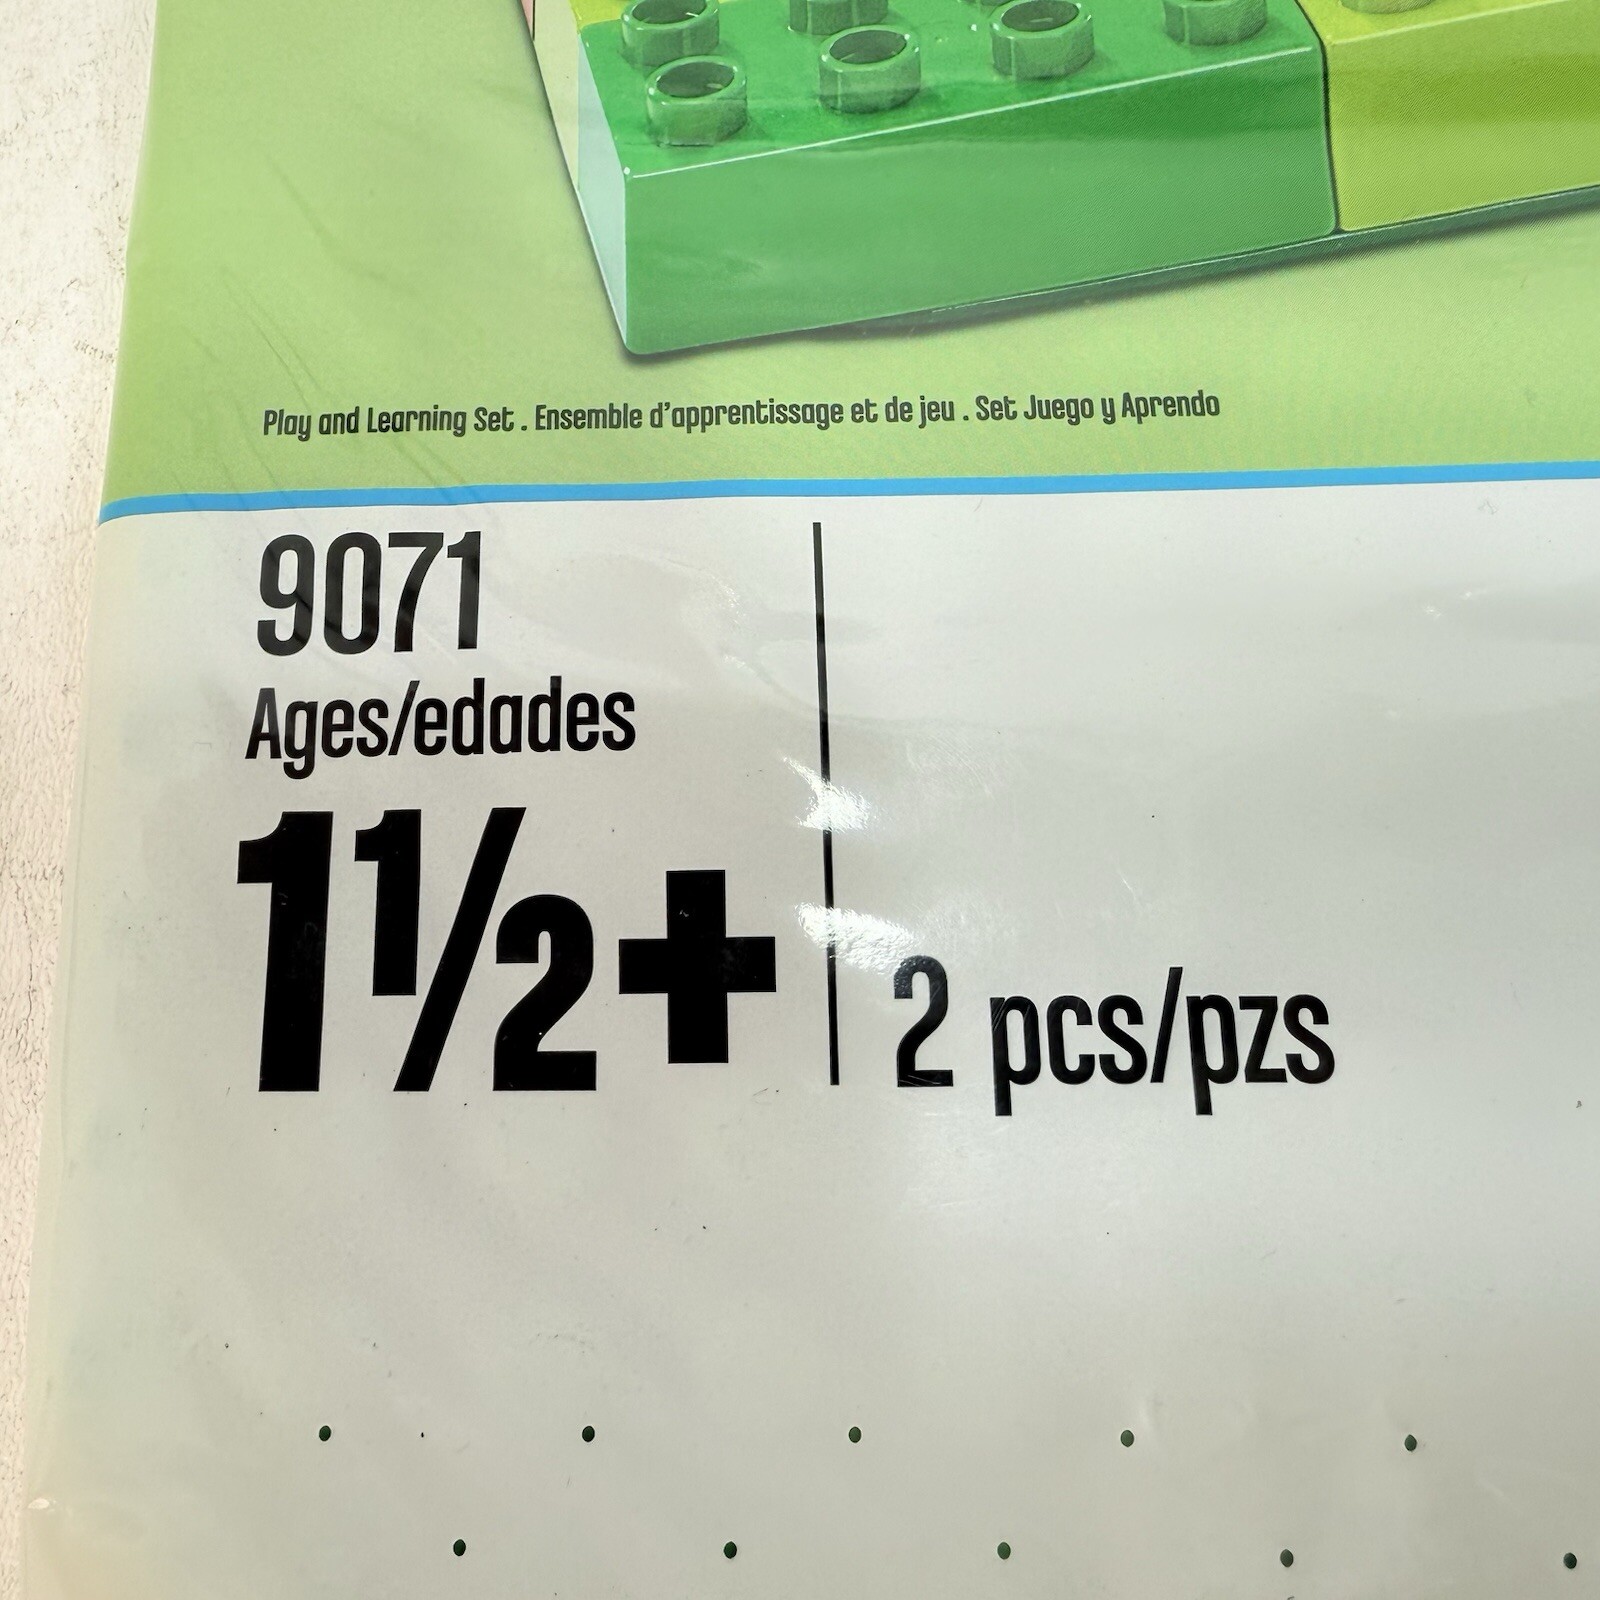 Play and Learning Set . Ensemble d'apprentissage et de jeu . Set Juego y Aprendo
9071
Ages/edades
1½+
2 pcs/pzs